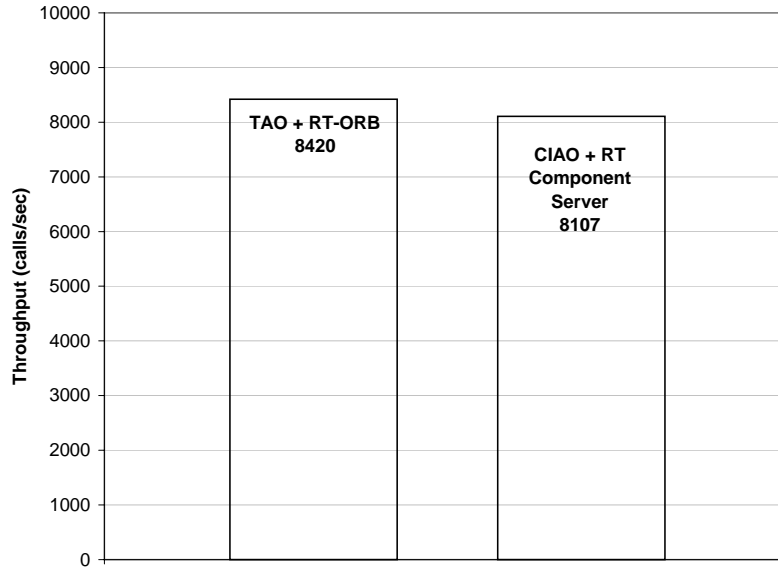 10000
9000
8000
7000
6000
5000
4000
3000
2000
1000
0
Throughput (calls/sec)
TAO + RT-ORB
8420
CIAO + RT
Component
Server
8107